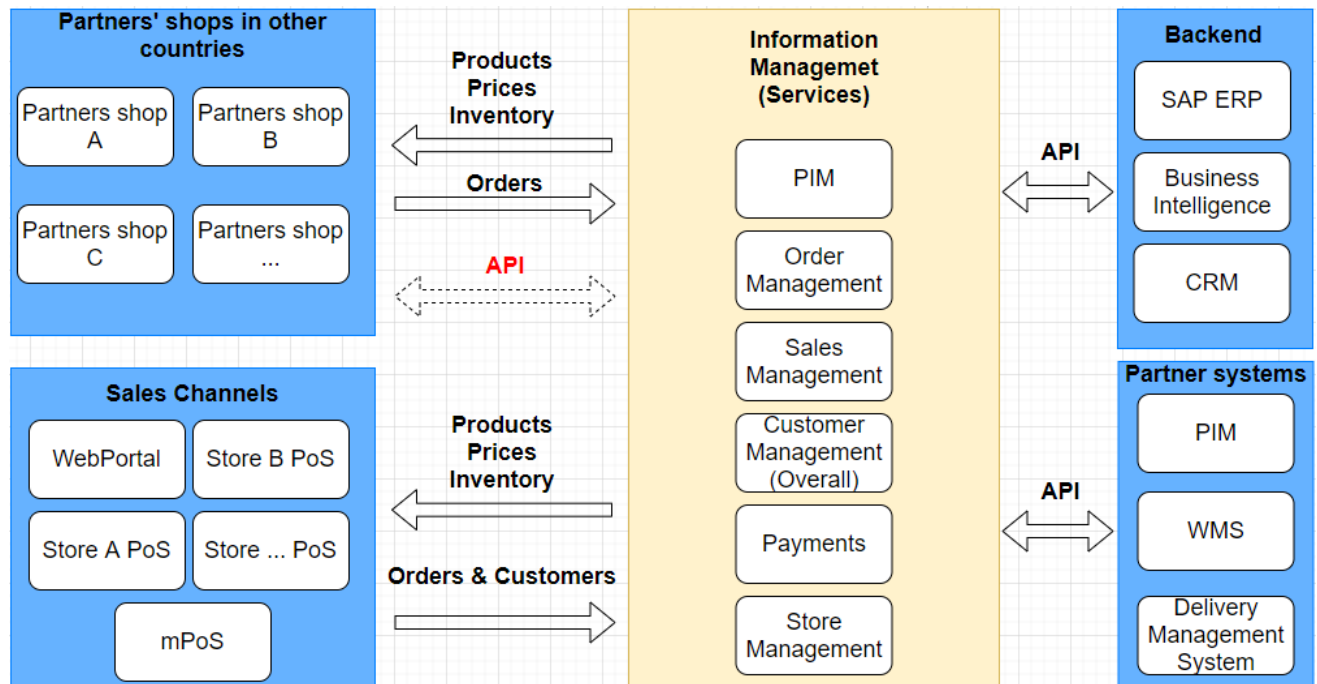 Partners' shops in other
countries
Partners shop
A
Partners shop
B
Partners shop
C
Partners shop
...
Products
Prices
Inventory
Orders
API
Sales Channels
WebPortal
Store B PoS
Store A PoS
Store ... PoS
mPoS
Products
Prices
Inventory
Orders & Customers
Information
Managemet
(Services)
PIM
Order
Management
Sales
Management
Customer
Management
(Overall)
Payments
Store
Management
API
API
Backend
SAP ERP
Business
Intelligence
CRM
Partner systems
PIM
WMS
Delivery
Management
System